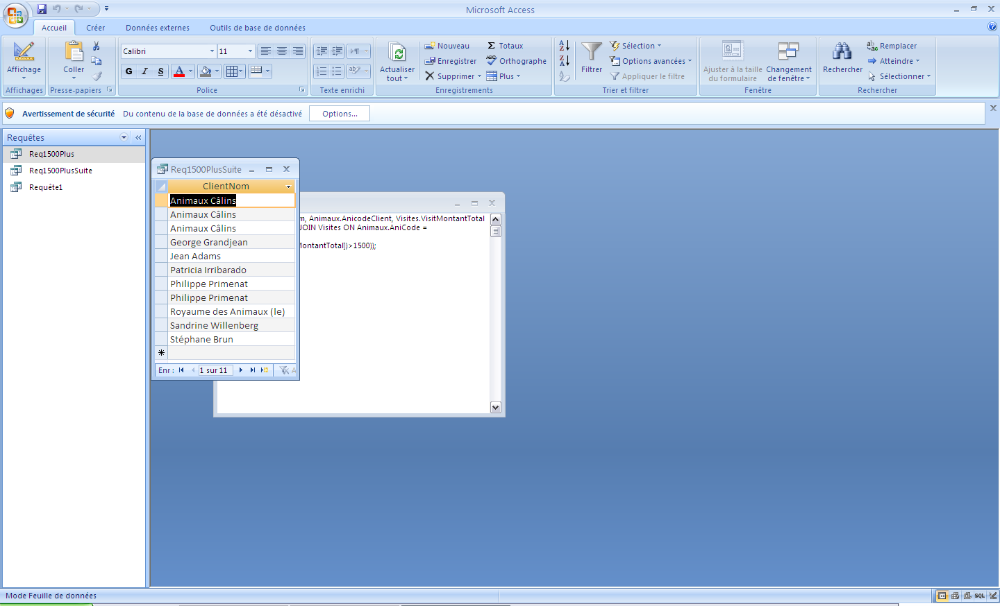 Microsoft Access
Accueil Créer Données externes Outils de base de données
Affichage
Affichages
Coller
Presse-papiers
Calibri 11
G I S A
Police
Texte enrichi
Actualiser tout
Nouveau
Enregistrer
Supprimer
Totaux
Orthographe
Plus
Enregistrements
Filtrer
Sélection
Options avancées
Appliquer le filtre
Trier et filtrer
Ajuster à la taille
du formulaire
Changement
de fenêtre
Fenêtre
Rechercher
Remplacer
Atteindre
Sélectionner
Rechercher
Avertissement de sécurité Du contenu de la base de données a été désactivé Options...
Requêtes
Req1500Plus
Req1500PlusSuite
Requête1
Req1500PlusSuite
ClientNom
Animaux Câlins
Animaux Câlins
Animaux Câlins
George Grandjean
Jean Adams
Patricia Irribarado
Philippe Primenat
Philippe Primenat
Royaume des Animaux (le)
Sandrine Willenberg
Stéphane Brun
Enr : 1 sur 11
m, Animaux.AnicodeClient, Visites.VisitMontantTotal
JOIN Visites ON Animaux.AniCode =
MontantTotal])>1500));
Mode Feuille de données
SQL